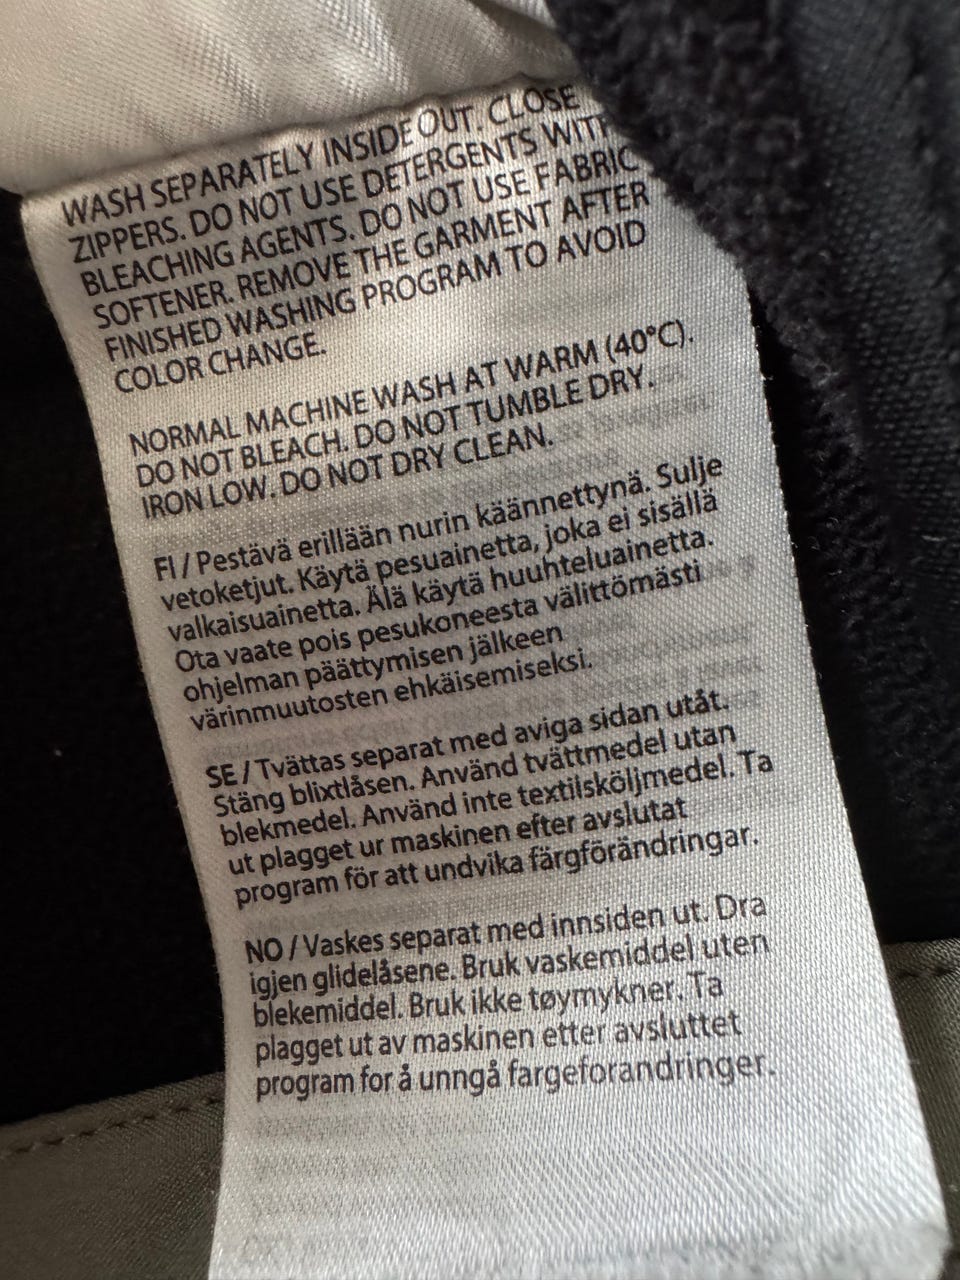 WASH SEPARATELY INSIDE OUT. CLOSE
ZIPPERS. DO NOT USE DETERGENTS WITH
BLEACHING AGENTS. DO NOT USE FABRIC
SOFTENER. REMOVE THE GARMENT AFTER
FINISHED WASHING PROGRAM TO AVOID
COLOR CHANGE.
NORMAL MACHINE WASH AT WARM (40°C).
DO NOT BLEACH. DO NOT TUMBLE DRY.
IRON LOW. DO NOT DRY CLEAN.
FI / Pestävä erillään nurin käännettynä. Sulje
vetoketjut. Käytä pesuainetta, joka ei sisällä
valkaisuainetta. Älä käytä huuhteluainetta.
Ota vaate pois pesukoneesta välittömästi
ohjelman päättymisen jälkeen
värinmuutosten ehkäisemiseksi.
SE / Tvättas separat med aviga sidan utåt.
Stäng blixtlåsen. Använd tvättmedel utan
blekmedel. Använd inte textilsköljmedel. Ta
ut plagget ur maskinen efter avslutat
program för att undvika färgförändringar.
NO / Vaskes separat med innsiden ut. Dra
igjen glidelåsene. Bruk vaskemiddel uten
blekemiddel. Bruk ikke tøymykner. Ta
plagget ut av maskinen etter avsluttet
program for å unngå fargeforandringer.